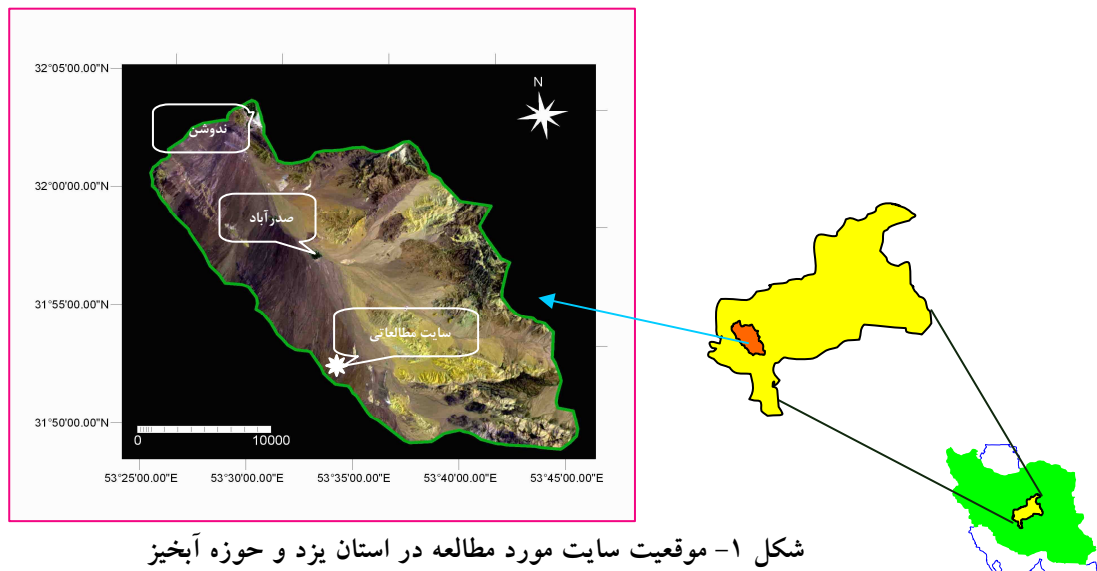 32°05'00.00"N
N
ندوشن
32°00'00.00"N
صدرآباد
31°55'00.00"N
سایت مطالعاتی
31°50'00.00"N
0 10000
53°25'00.00"E 53°30'00.00"E 53°35'00.00"E 53°40'00.00"E 53°45'00.00"E
شکل ۱- موقعیت سایت مورد مطالعه در استان یزد و حوزه آبخیز